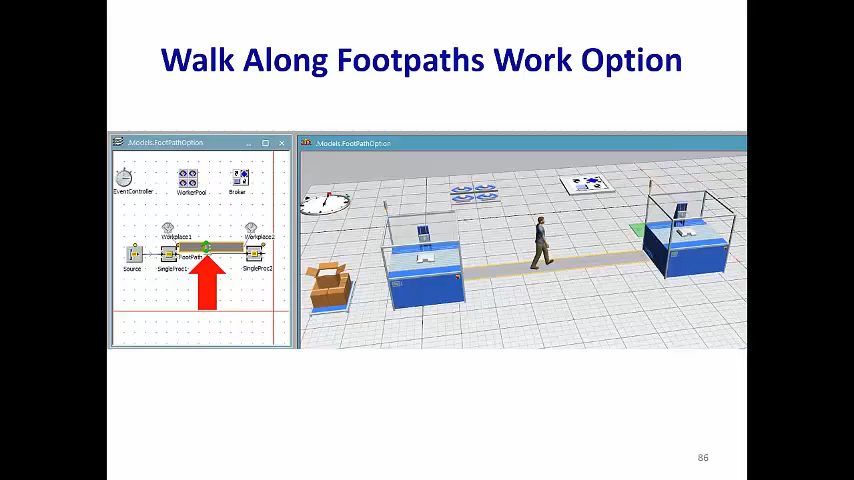 Walk Along Footpaths Work Option
.Models.FootPathOption
.Models.FootPathOption
EventController
WorkerPool
Broker
Workplace1
Workplace2
FootPath
Source
SingleProc1
SingleProc2
86